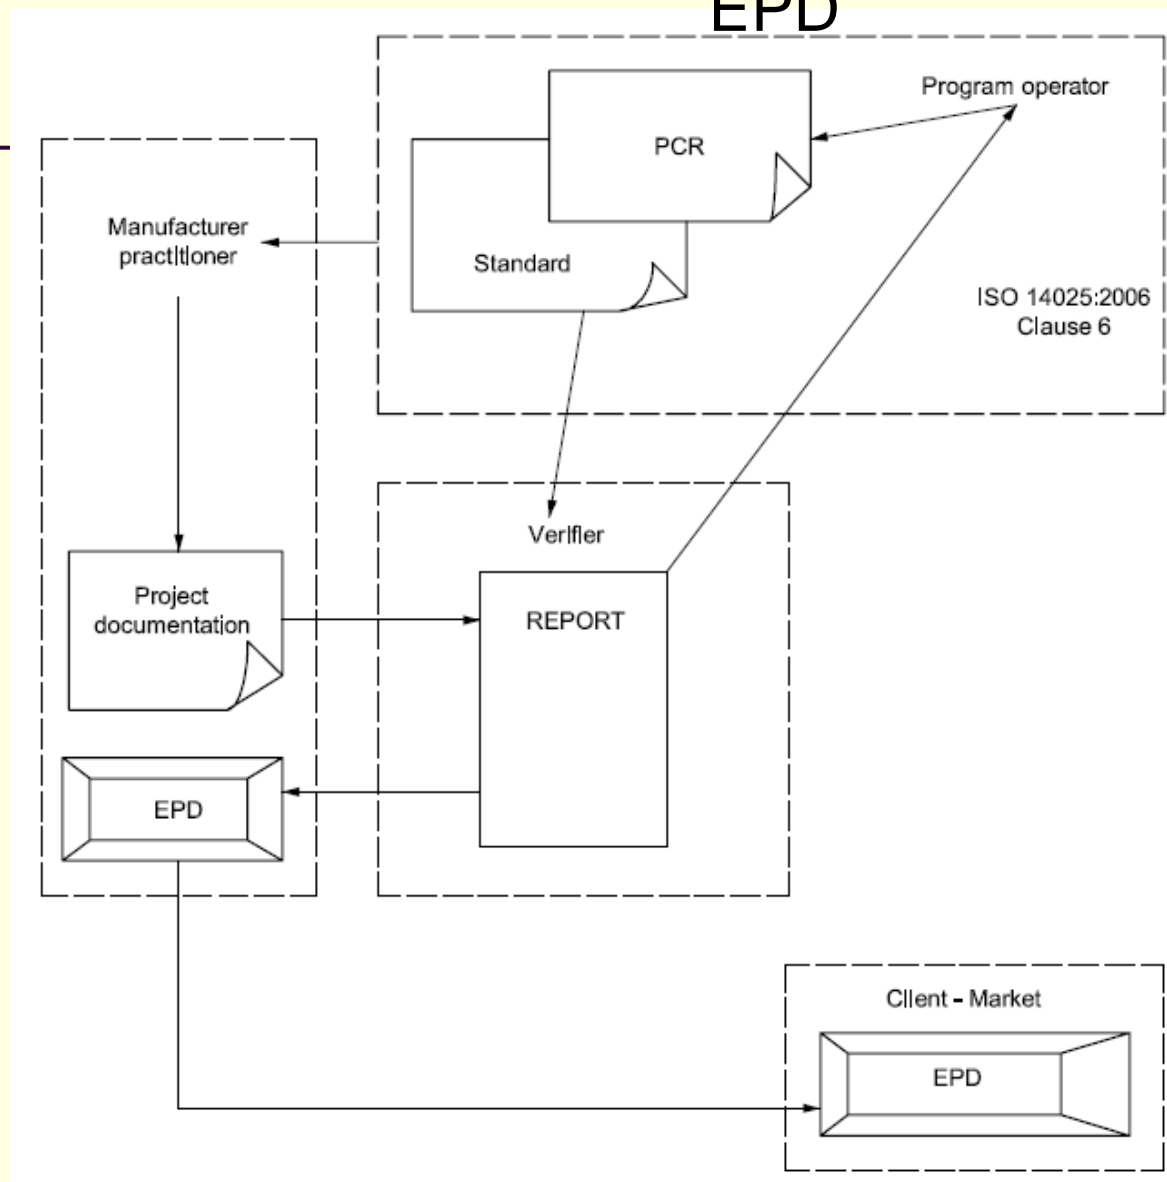 EPD
Program operator
PCR
Manufacturer
practitioner
Standard
ISO 14025:2006
Clause 6
Verifier
Project
documentation
REPORT
EPD
Client - Market
EPD